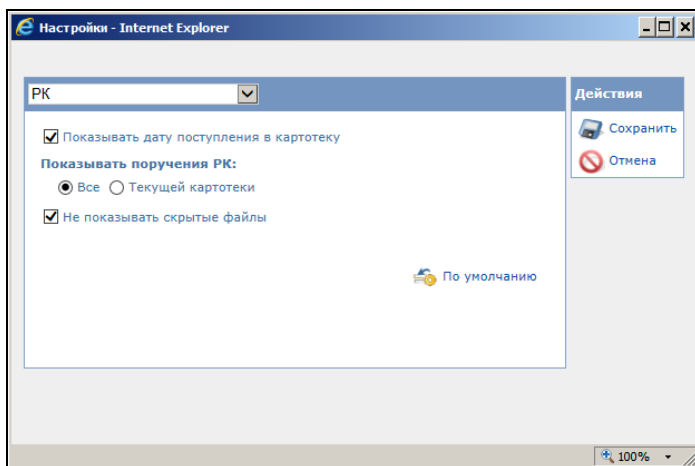 Настройки - Internet Explorer
РК
Показывать дату поступления в картотеку
Показывать поручения РК:
Все Текущей картотеки
Не показывать скрытые файлы
По умолчанию
Действия
Сохранить
Отмена
100%